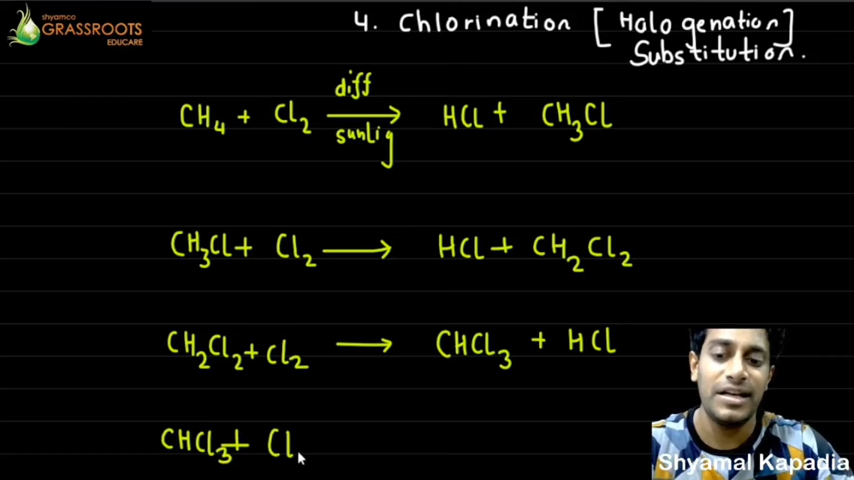 shyamco
GRASSROOTS
EDUCARE
4. Chlorination [Halogenation]
Substitution.
diff
CH4 + Cl2 → HCl + CH3Cl
sunlig
CH3Cl + Cl2 → HCl + CH2Cl2
CH2Cl2 + Cl2 → CHCl3 + HCl
CHCl3 + Cl
Shyamal Kapadia